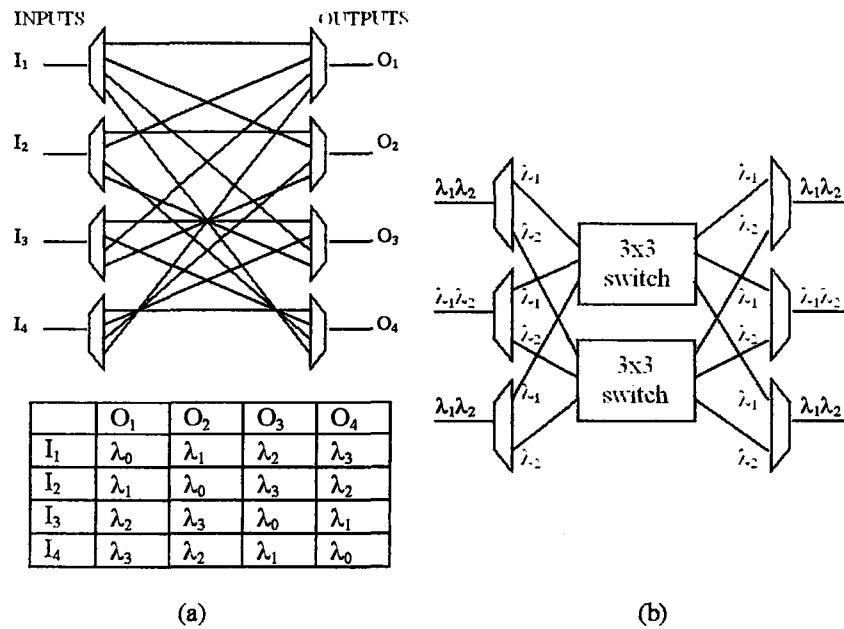 INPUTS OUTPUTS
I₁ O₁
I₂ O₂
I₃ O₃
I₄ O₄
O₁ O₂ O₃ O₄
I₁ λ₀ λ₁ λ₂ λ₃
I₂ λ₁ λ₀ λ₃ λ₂
I₃ λ₂ λ₃ λ₀ λ₁
I₄ λ₃ λ₂ λ₁ λ₀
(a)
λ₁λ₂ λ₁ λ₁ λ₁λ₂
λ₂ λ₂
3x3
switch
λ₁λ₂ λ₁ λ₁ λ₁λ₂
λ₂ λ₂
3x3
switch
λ₁λ₂ λ₁ λ₁ λ₁λ₂
λ₂ λ₂
(b)